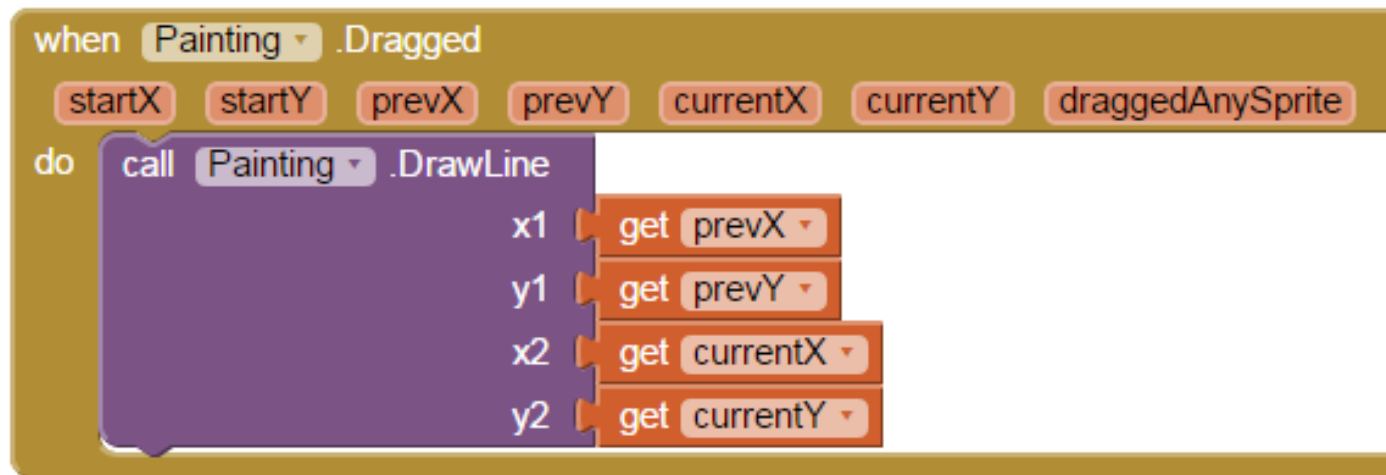 when Painting .Dragged
startX startY prevX prevY currentX currentY draggedAnySprite
do call Painting .DrawLine
x1 get prevX
y1 get prevY
x2 get currentX
y2 get currentY